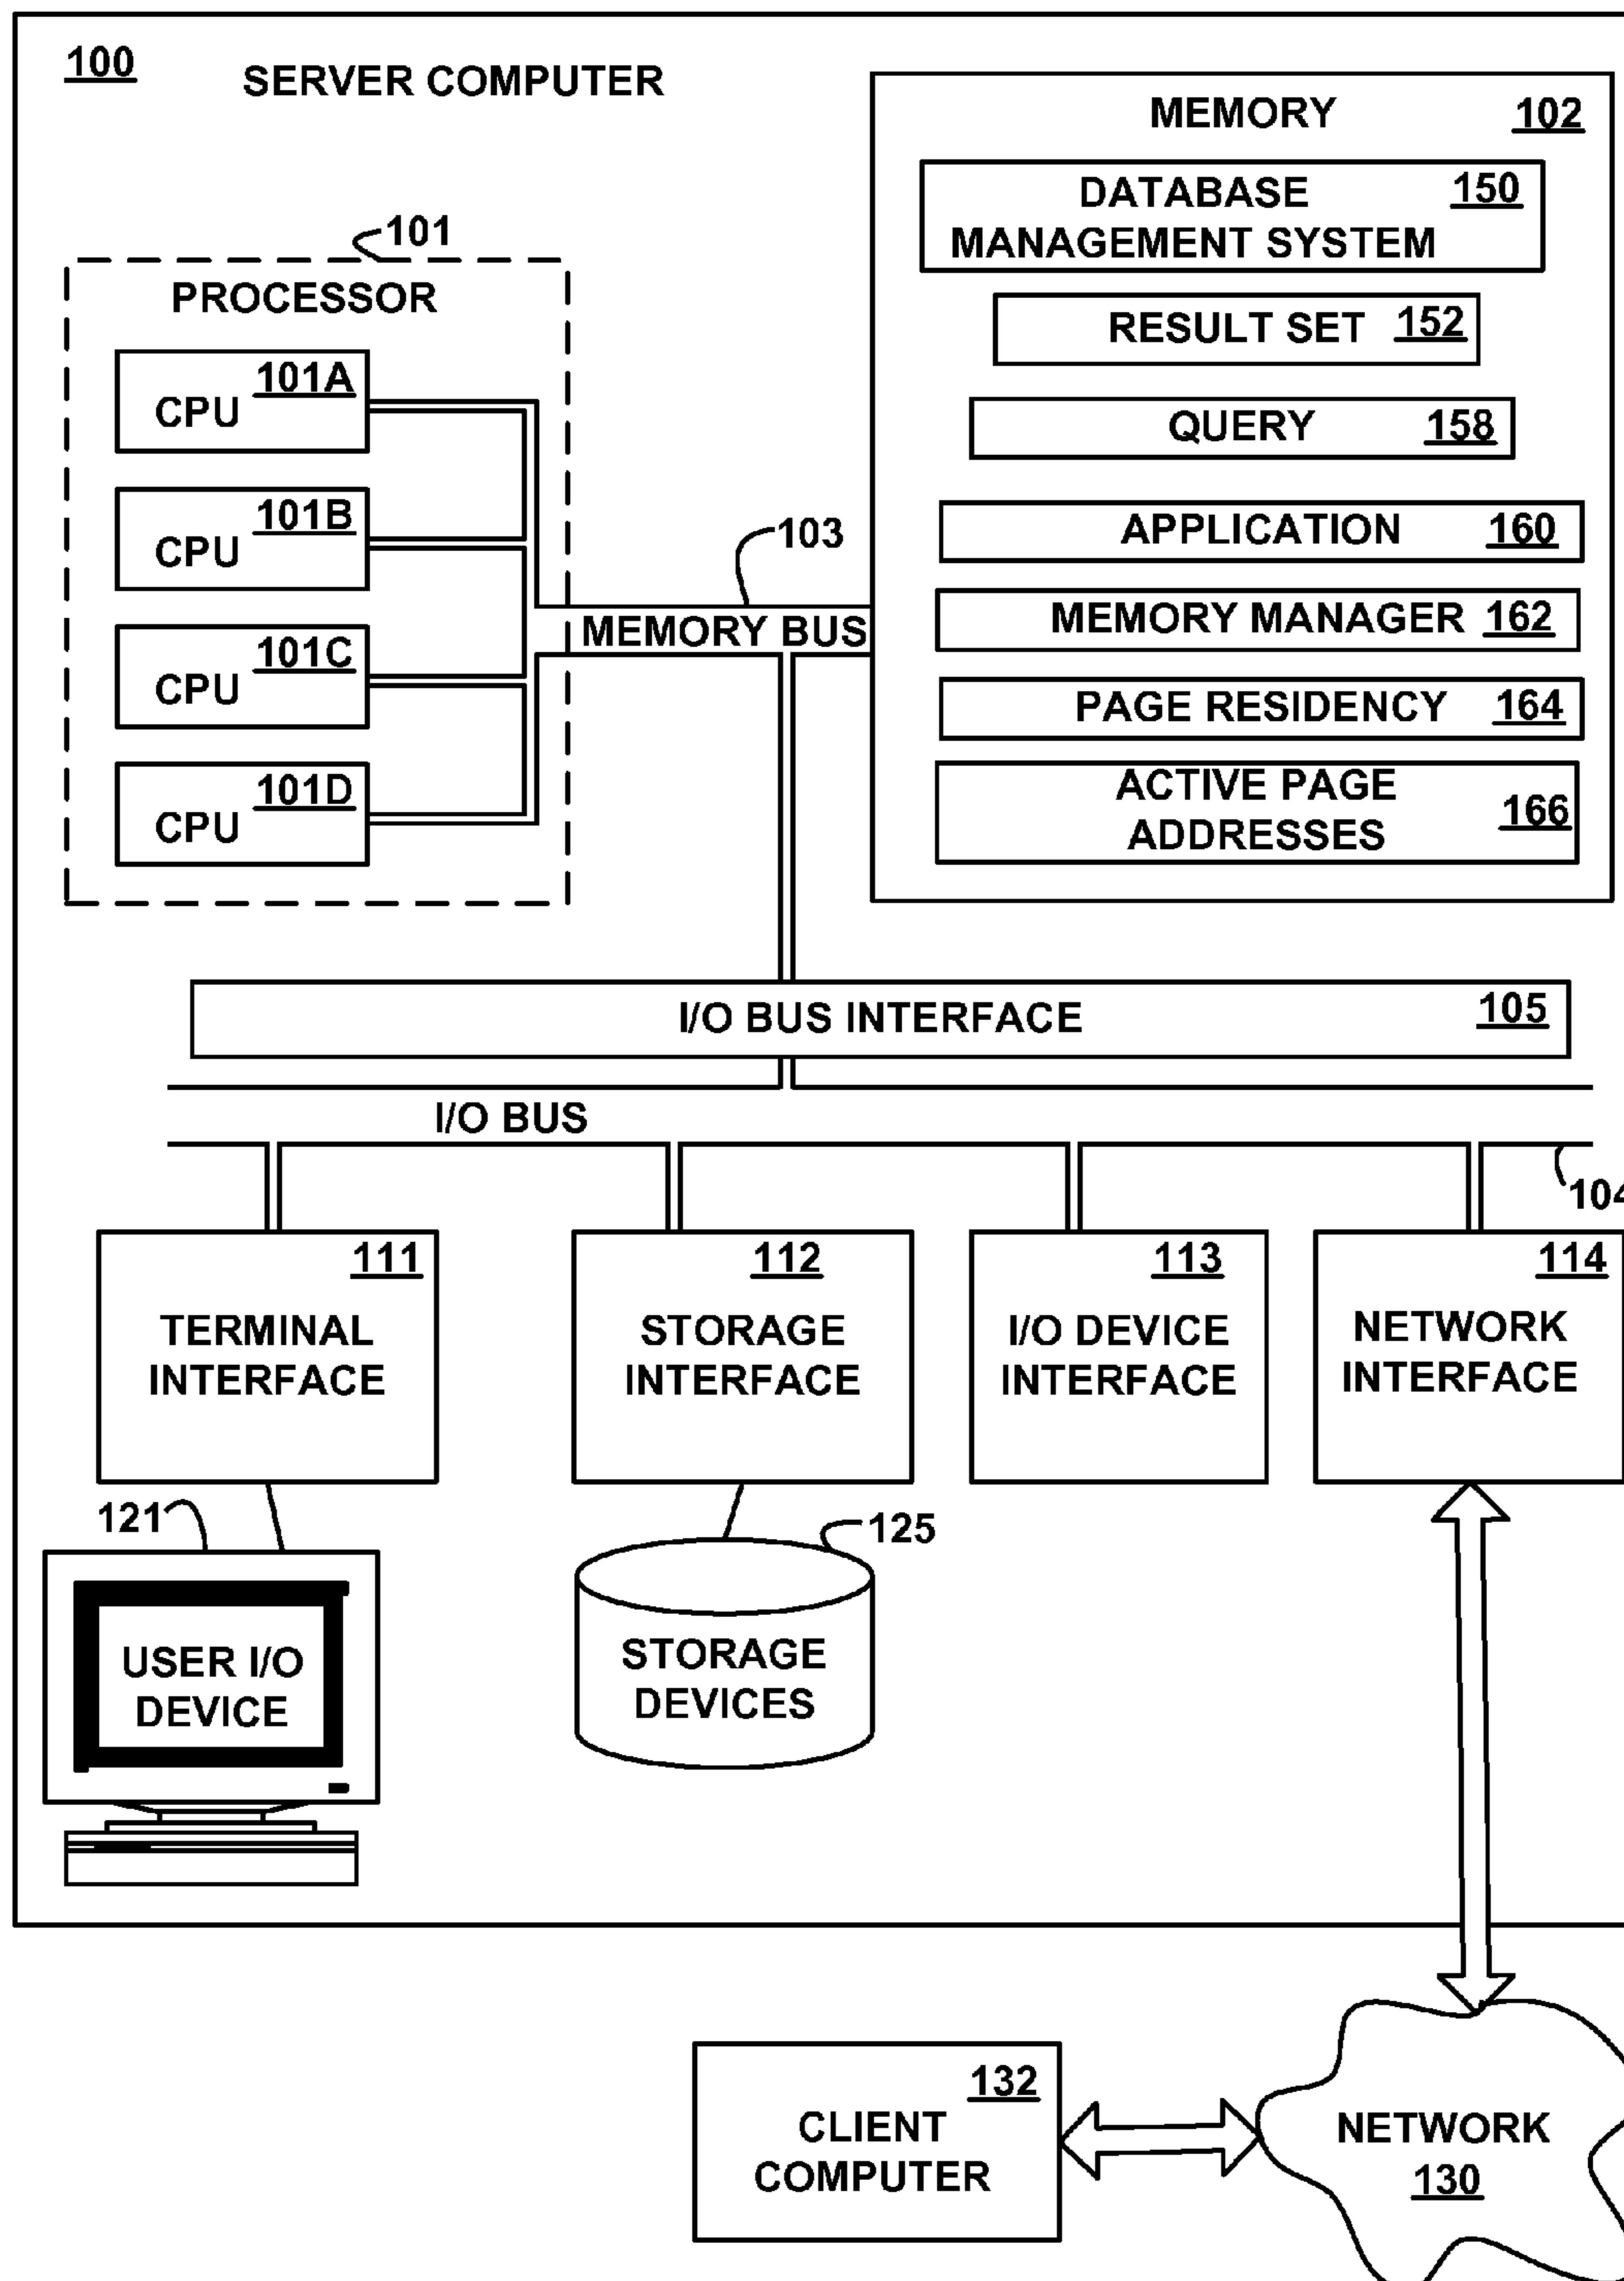 100
SERVER COMPUTER
MEMORY 102
DATABASE 150
MANAGEMENT SYSTEM
RESULT SET 152
QUERY 158
APPLICATION 160
MEMORY MANAGER 162
PAGE RESIDENCY 164
ACTIVE PAGE
ADDRESSES 166
101
PROCESSOR
CPU 101A
CPU 101B
CPU 101C
CPU 101D
103
MEMORY BUS
I/O BUS INTERFACE 105
I/O BUS
104
111
TERMINAL
INTERFACE
112
STORAGE
INTERFACE
113
I/O DEVICE
INTERFACE
114
NETWORK
INTERFACE
121
USER I/O
DEVICE
125
STORAGE
DEVICES
132
CLIENT
COMPUTER
NETWORK
130